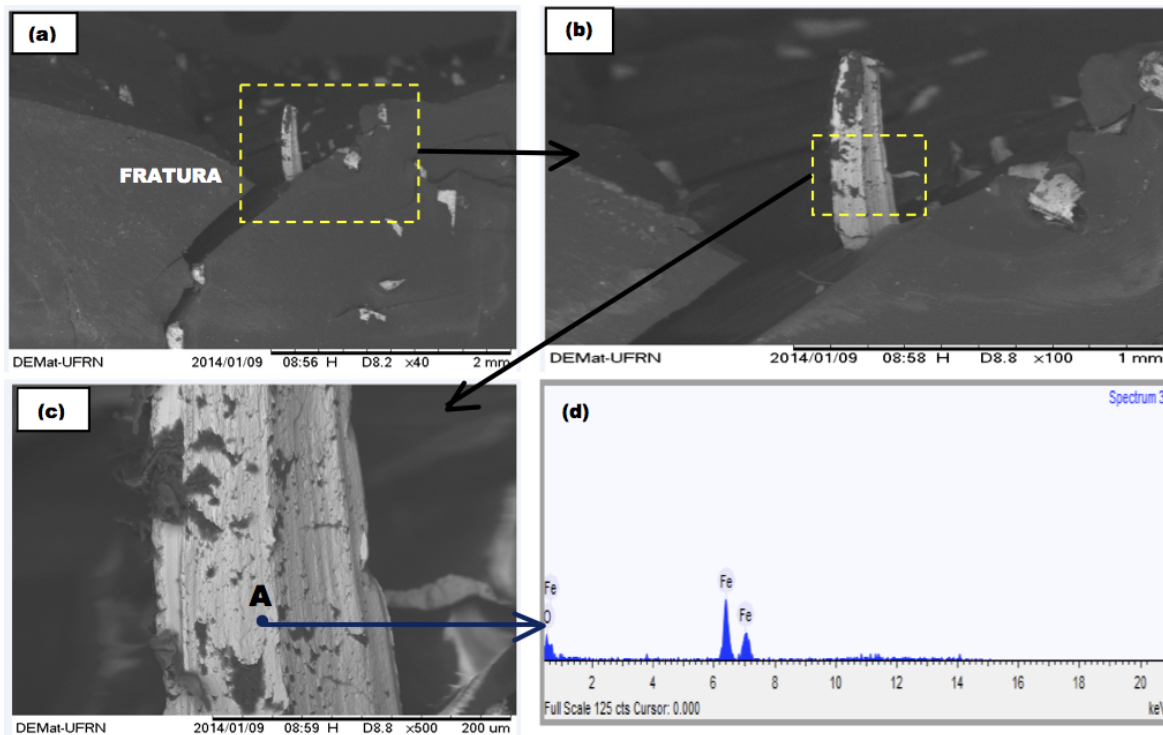 (a)
FRATURA
DEMat-UFRN 2014/01/09 08:56 H D8.2 ×40 2 mm
(b)
DEMat-UFRN 2014/01/09 08:58 H D8.8 ×100 1 mm
(c)
A
DEMat-UFRN 2014/01/09 08:59 H D8.8 ×500 200 um
(d)
Spectrum 3
Fe
O
Fe
Fe
2 4 6 8 10 12 14 16 18 20
Full Scale 125 cts Cursor: 0.000
keV